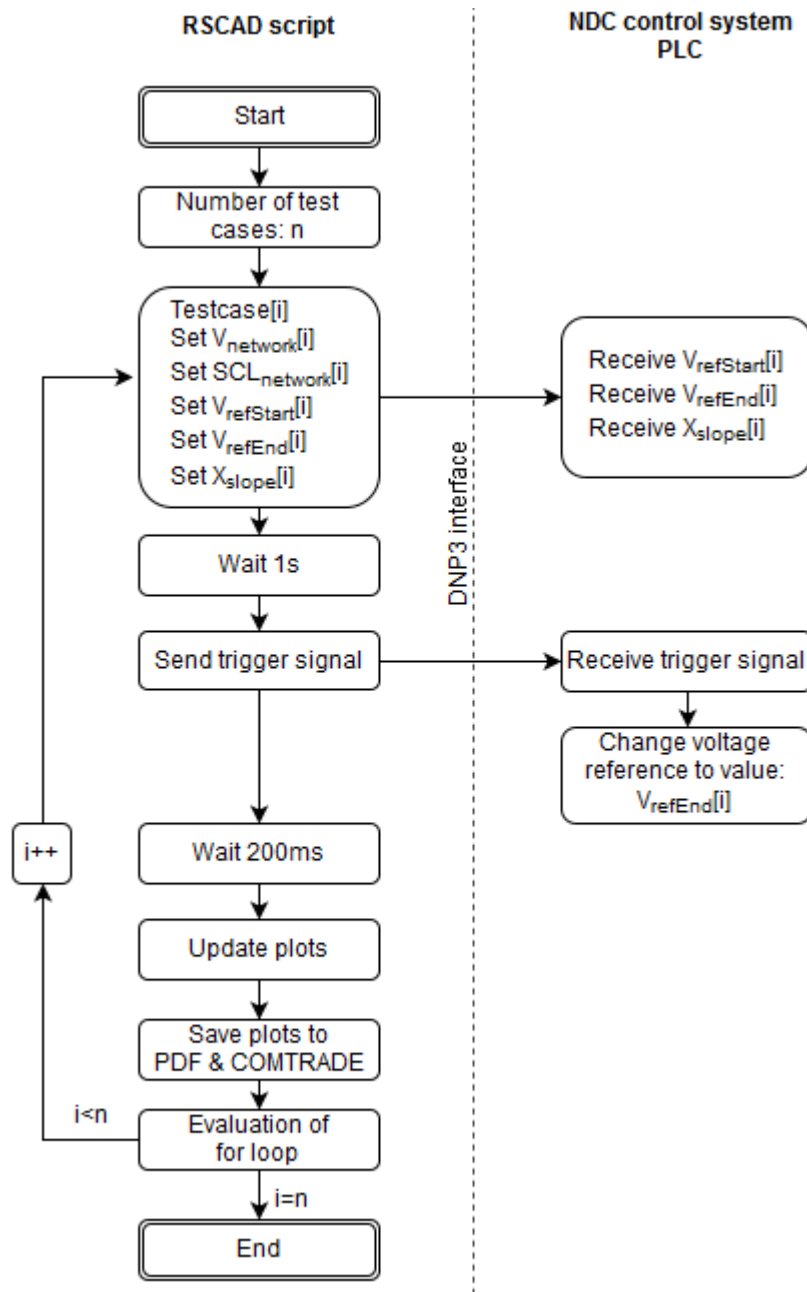 RSCAD script
NDC control system
PLC
Start
Number of test
cases: n
Testcase[i]
Set Vnetwork[i]
Set SCLnetwork[i]
Set VrefStart[i]
Set VrefEnd[i]
Set Xslope[i]
Receive VrefStart[i]
Receive VrefEnd[i]
Receive Xslope[i]
DNP3 interface
Wait 1s
Send trigger signal
Receive trigger signal
Change voltage
reference to value:
VrefEnd[i]
i++
Wait 200ms
Update plots
Save plots to
PDF & COMTRADE
i<n
Evaluation of
for loop
i=n
End